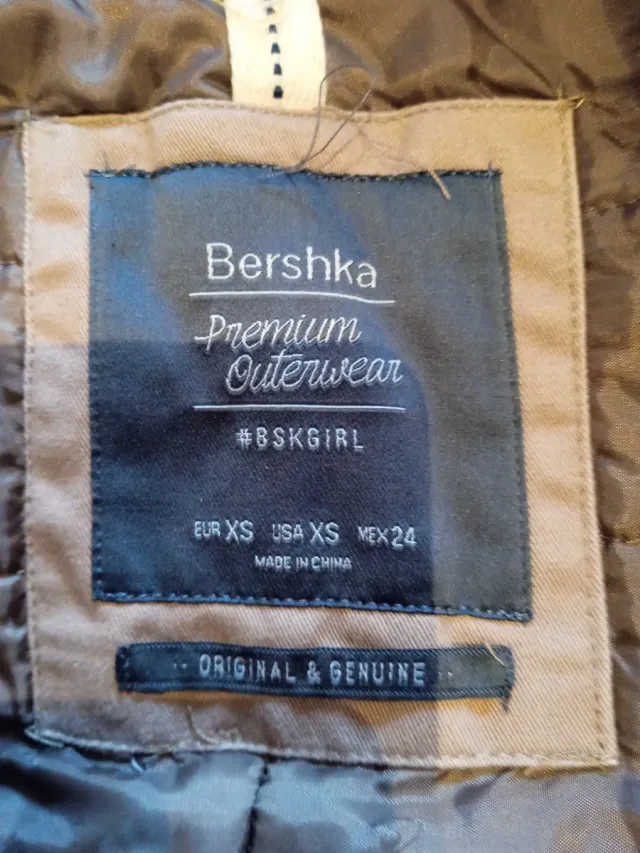 Bershka
Premium
Outerwear
#BSKGIRL
EUR XS USA XS MEX 24
MADE IN CHINA
·· ORIGINAL & GENUINE ··